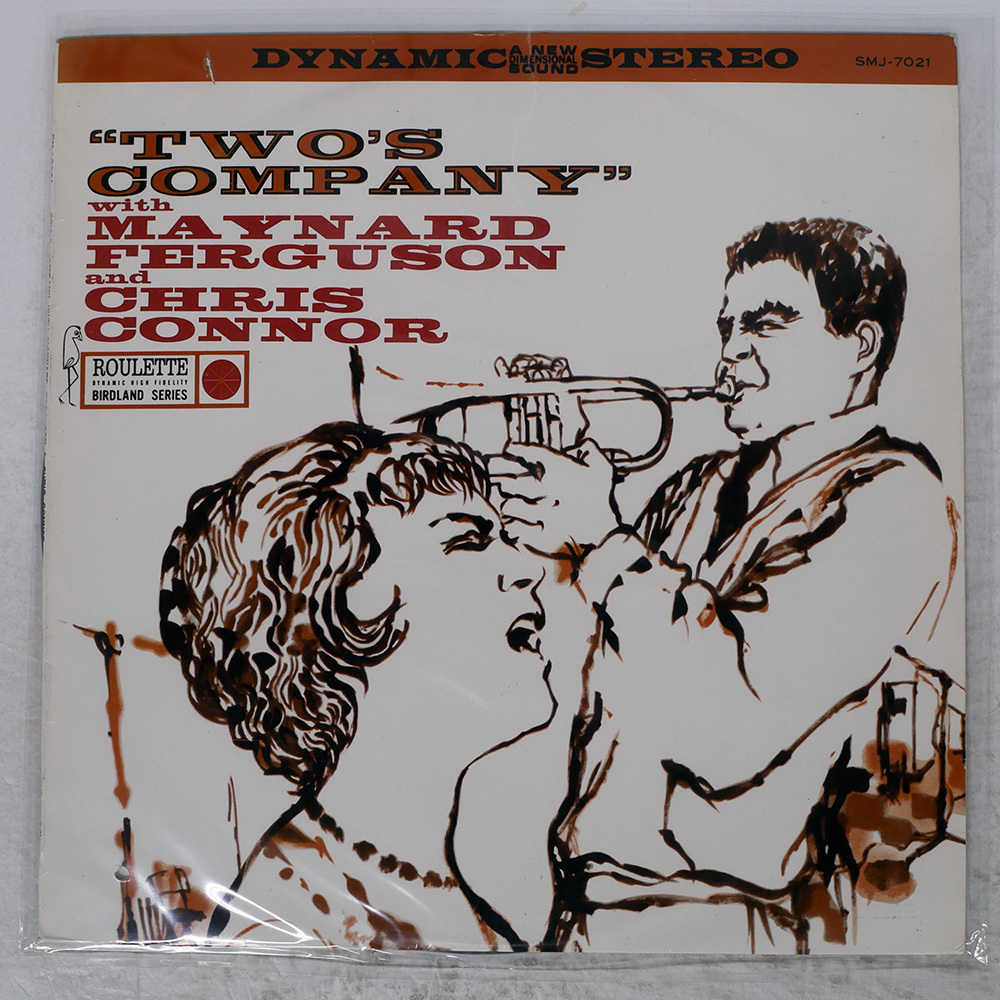 DYNAMIC A NEW DIMENSIONAL SOUND STEREO
SMJ-7021
"TWO'S
COMPANY"
with
MAYNARD
FERGUSON
and
CHRIS
CONNOR
ROULETTE
DYNAMIC HIGH FIDELITY
BIRDLAND SERIES